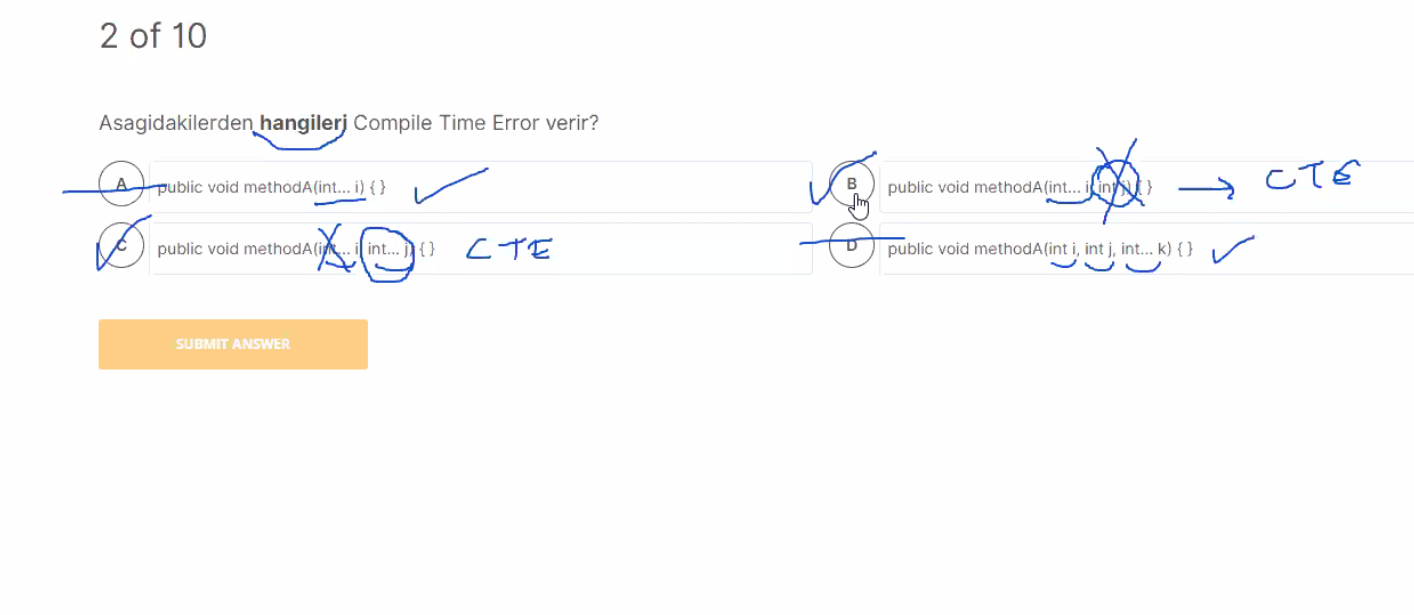 2 of 10
Asagidakilerden hangileri Compile Time Error verir?
A public void methodA(int... i) { }
B public void methodA(int... i, int j) { } CTE
C public void methodA(int... i, int... j) { } CTE
D public void methodA(int i, int j, int... k) { }
SUBMIT ANSWER